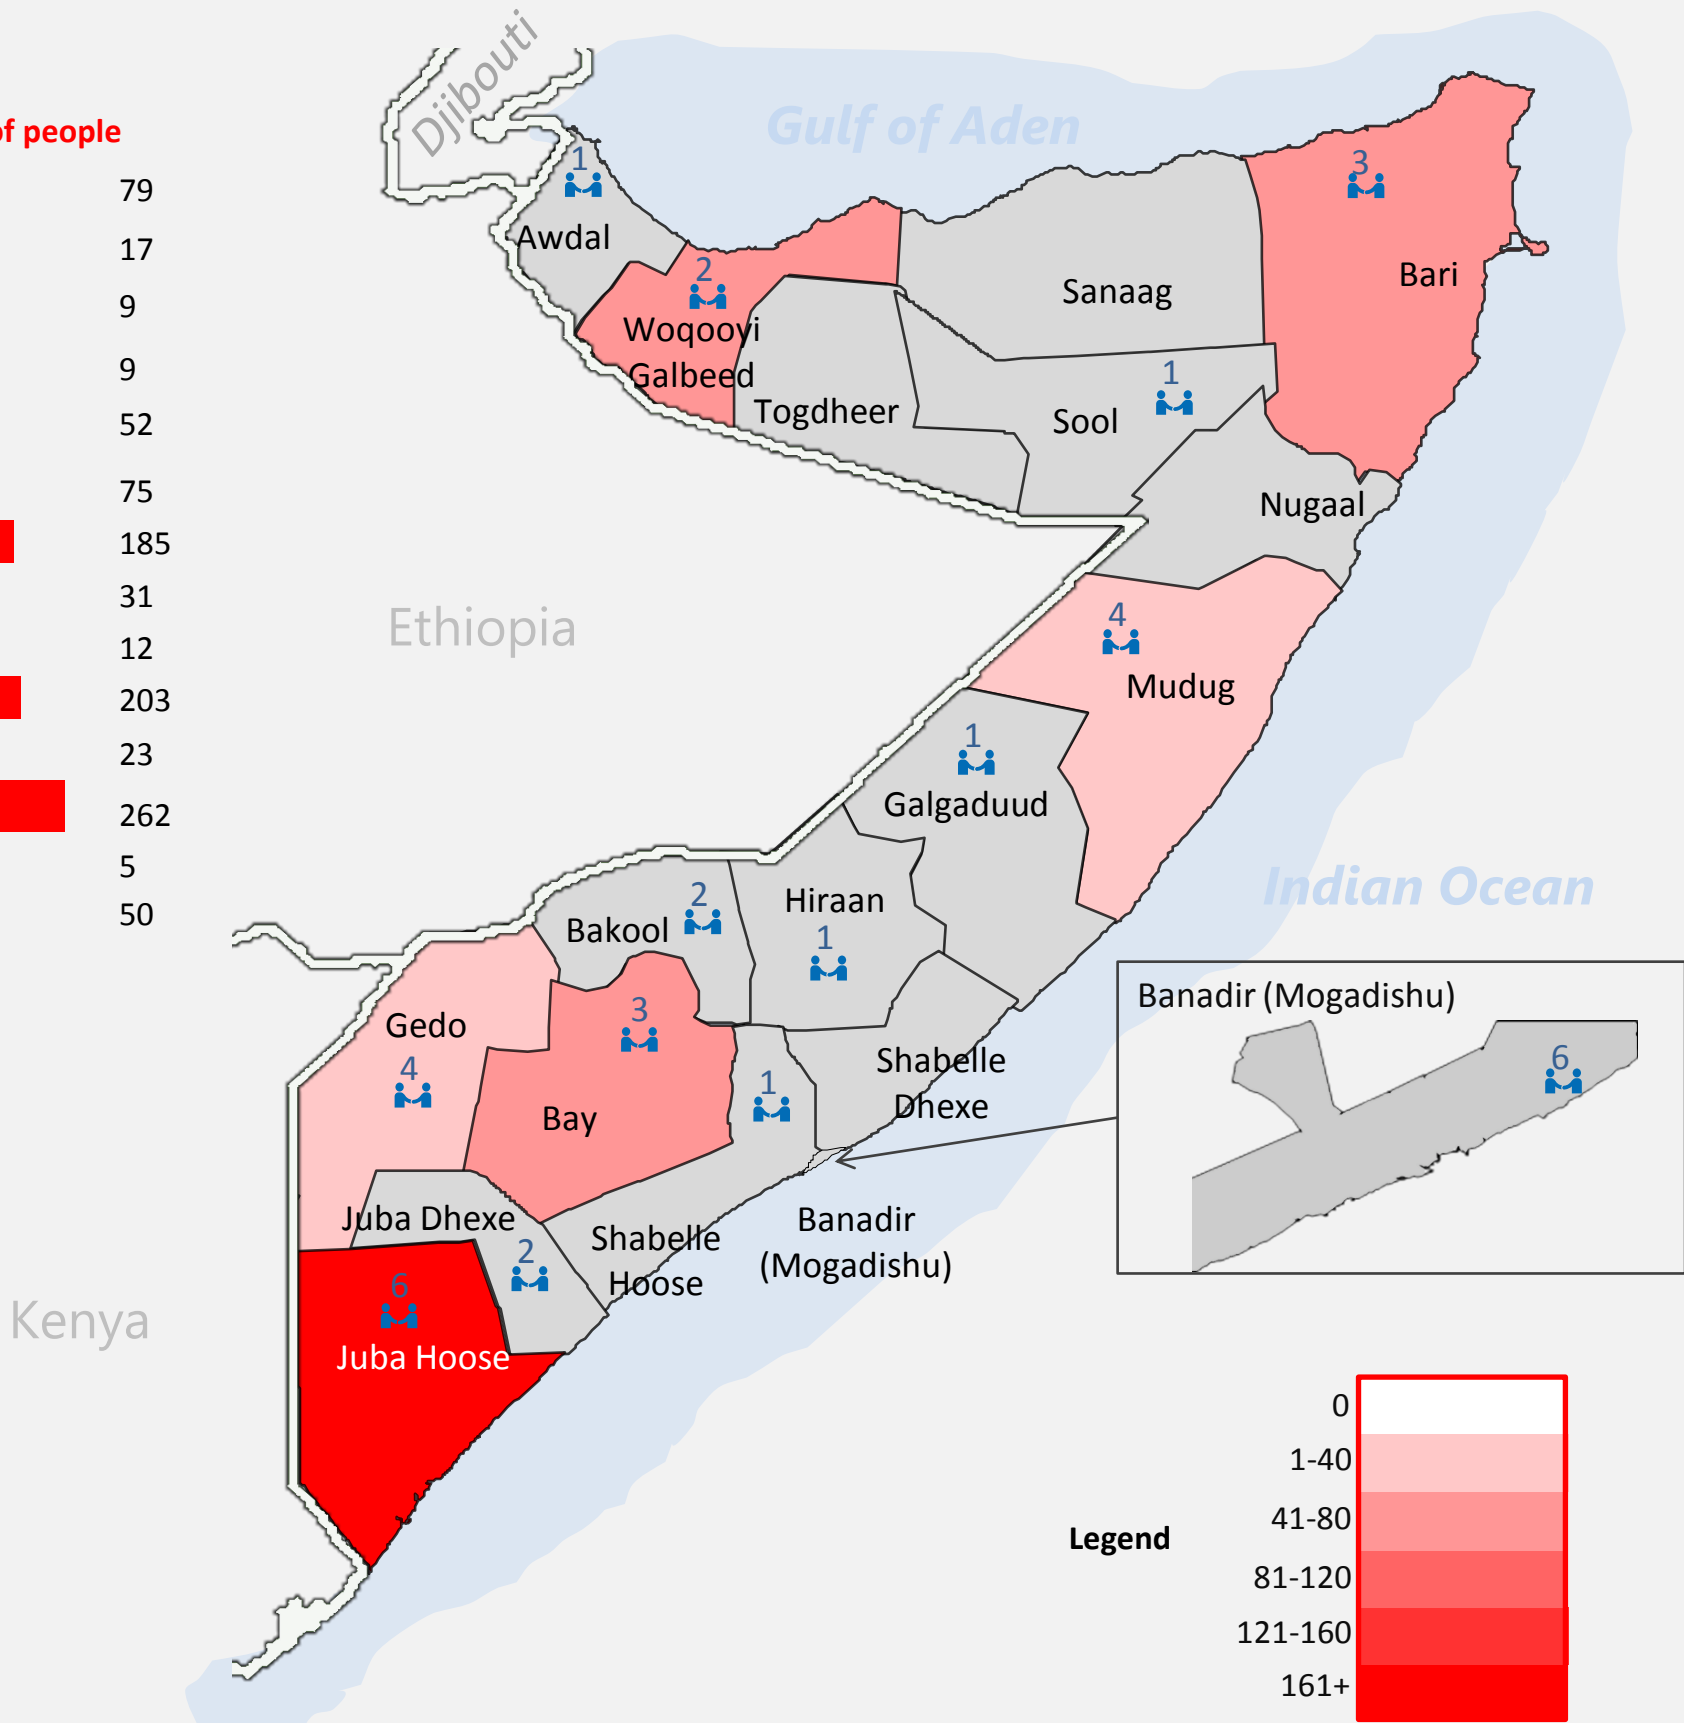 of people
79
17
9
9
52
75
185
31
12
203
23
262
5
50
Djibouti
Gulf of Aden
1
Awdal
2
Woqooyi
Galbeed
Togdheer
Sanaag
3
Bari
1
Sool
Nugaal
Ethiopia
4
Mudug
1
Galgaduud
Indian Ocean
2
Bakool
Hiraan
1
Gedo
4
3
Bay
1
Shabelle
Dhexe
Banadir (Mogadishu)
6
Juba Dhexe
2
Shabelle
Hoose
Banadir
(Mogadishu)
Kenya
6
Juba Hoose
Legend
0
1-40
41-80
81-120
121-160
161+